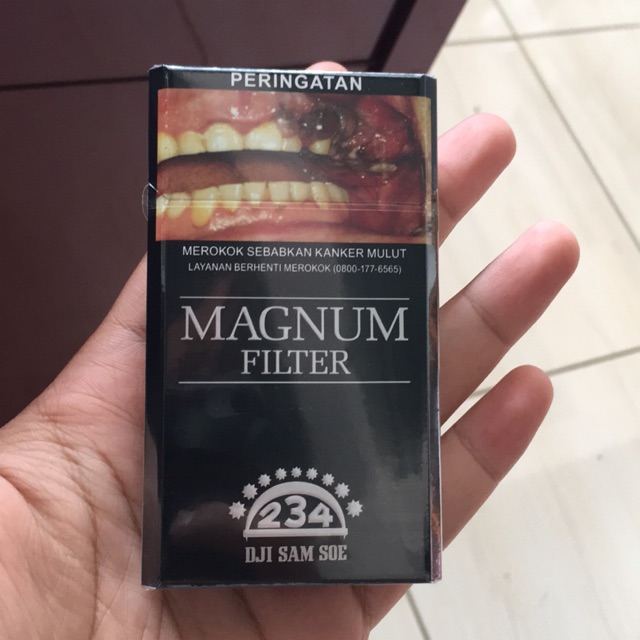 PERINGATAN
MEROKOK SEBABKAN KANKER MULUT
LAYANAN BERHENTI MEROKOK (0800-177-6565)
MAGNUM
FILTER
234
DJI SAM SOE